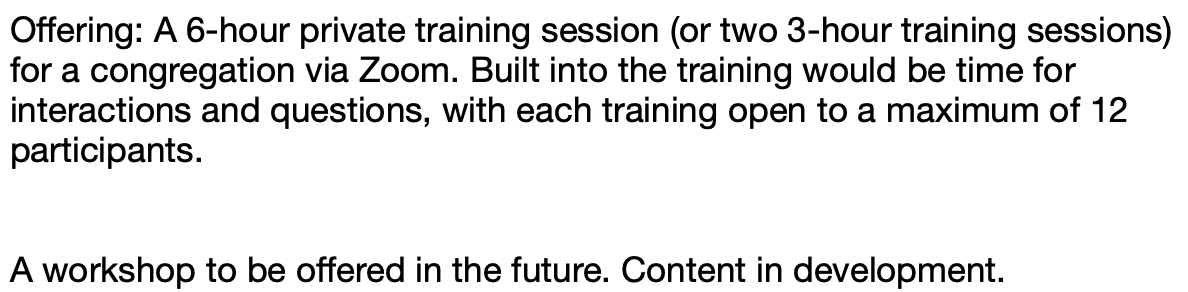 Offering: A 6-hour private training session (or two 3-hour training sessions)
for a congregation via Zoom. Built into the training would be time for
interactions and questions, with each training open to a maximum of 12
participants.
A workshop to be offered in the future. Content in development.